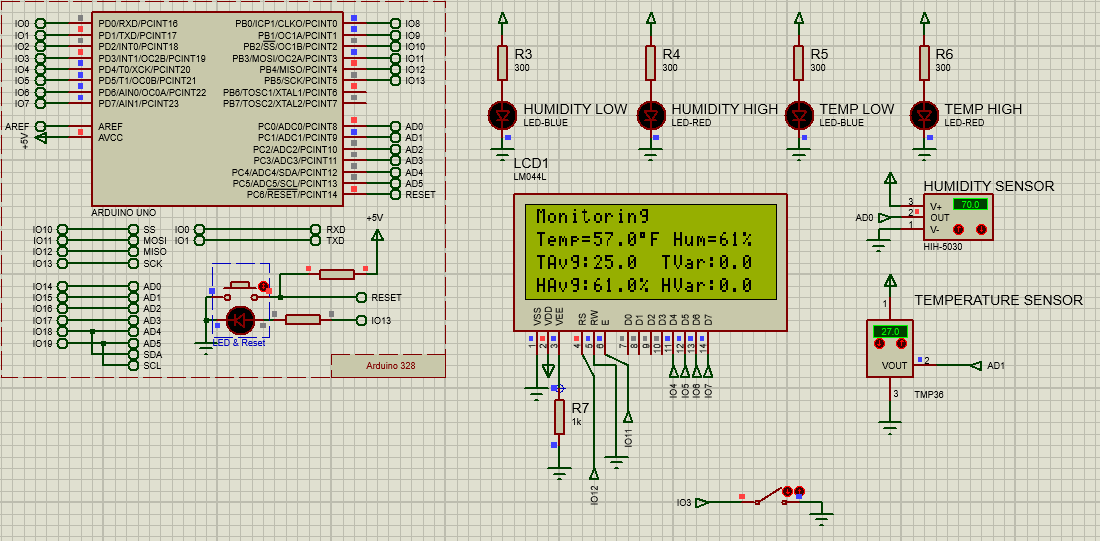 IO0 PD0/RXD/PCINT16 PB0/ICP1/CLKO/PCINT0 IO8
IO1 PD1/TXD/PCINT17 PB1/OC1A/PCINT1 IO9
IO2 PD2/INT0/PCINT18 PB2/SS/OC1B/PCINT2 IO10
IO3 PD3/INT1/OC2B/PCINT19 PB3/MOSI/OC2A/PCINT3 IO11
IO4 PD4/T0/XCK/PCINT20 PB4/MISO/PCINT4 IO12
IO5 PD5/T1/OC0B/PCINT21 PB5/SCK/PCINT5 IO13
IO6 PD6/AIN0/OC0A/PCINT22 PB6/TOSC1/XTAL1/PCINT6
IO7 PD7/AIN1/PCINT23 PB7/TOSC2/XTAL2/PCINT7
AREF AREF PC0/ADC0/PCINT8 AD0
+5V AVCC PC1/ADC1/PCINT9 AD1
PC2/ADC2/PCINT10 AD2
PC3/ADC3/PCINT11 AD3
PC4/ADC4/SDA/PCINT12 AD4
PC5/ADC5/SCL/PCINT13 AD5
PC6/RESET/PCINT14 RESET
ARDUINO UNO
IO10 SS
IO11 MOSI
IO12 MISO
IO13 SCK
IO0 RXD
IO1 TXD
+5V
IO14 AD0
IO15 AD1
IO16 AD2
IO17 AD3
IO18 AD4
IO19 AD5
SDA
SCL
RESET
IO13
LED & Reset
Arduino 328
R3
300
HUMIDITY LOW
LED-BLUE
R4
300
HUMIDITY HIGH
LED-RED
R5
300
TEMP LOW
LED-BLUE
R6
300
TEMP HIGH
LED-RED
LCD1
LM044L
Monitoring
Temp=57.0°F Hum=61%
TAvg:25.0 TVar:0.0
HAvg:61.0% HVar:0.0
VSS VDD VEE RS RW E D0 D1 D2 D3 D4 D5 D6 D7
1 2 3 4 5 6 7 8 9 10 11 12 13 14
IO4 IO5 IO6 IO7
R7
1k
IO11
IO12
HUMIDITY SENSOR
3 V+ 70.0
AD0 2 OUT
1 V-
HIH-5030
TEMPERATURE SENSOR
1
27.0
VOUT 2 AD1
3
TMP36
IO3